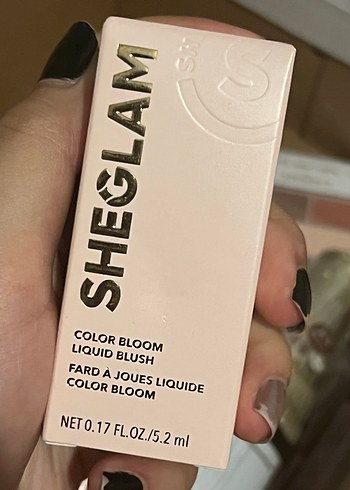 SHEGLAM
COLOR BLOOM
LIQUID BLUSH
FARD À JOUES LIQUIDE
COLOR BLOOM
NET 0.17 FL.OZ./5.2 ml